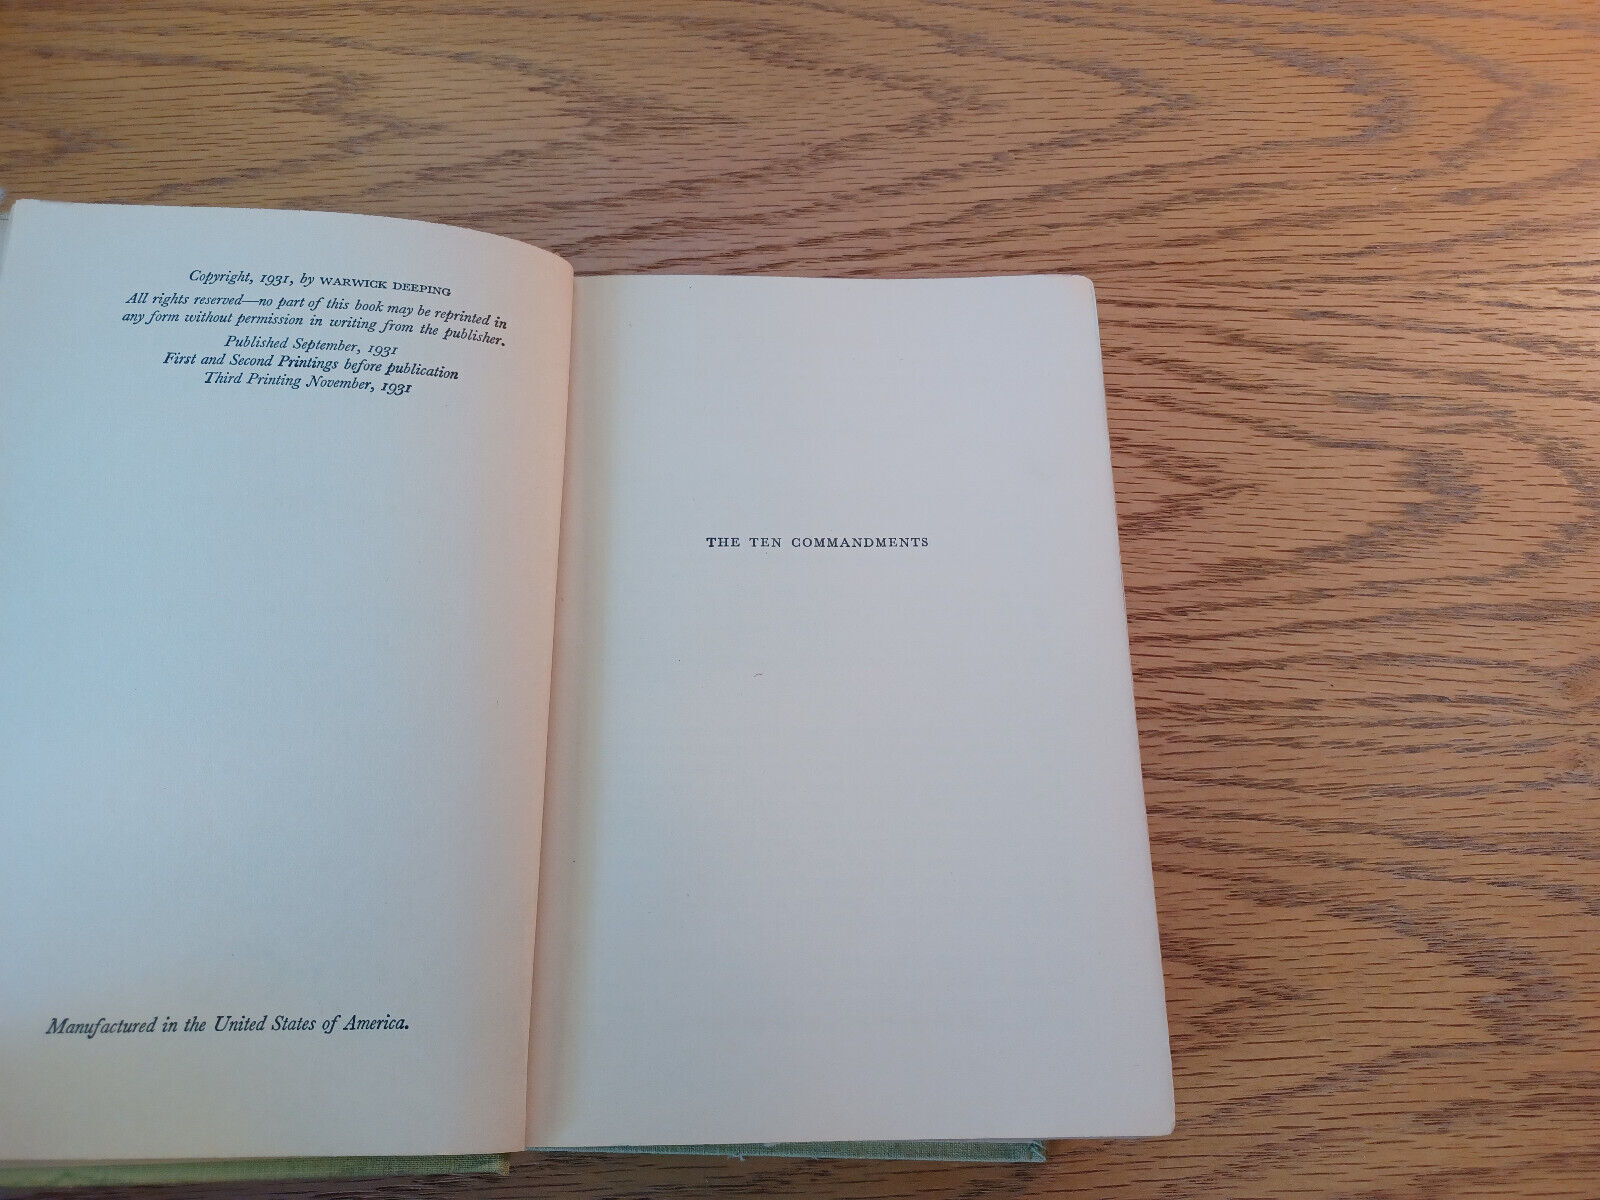 Copyright, 1931, by WARWICK DEEPING
All rights reserved—no part of this book may be reprinted in
any form without permission in writing from the publisher.
Published September, 1931
First and Second Printings before publication
Third Printing November, 1931
Manufactured in the United States of America.
THE TEN COMMANDMENTS